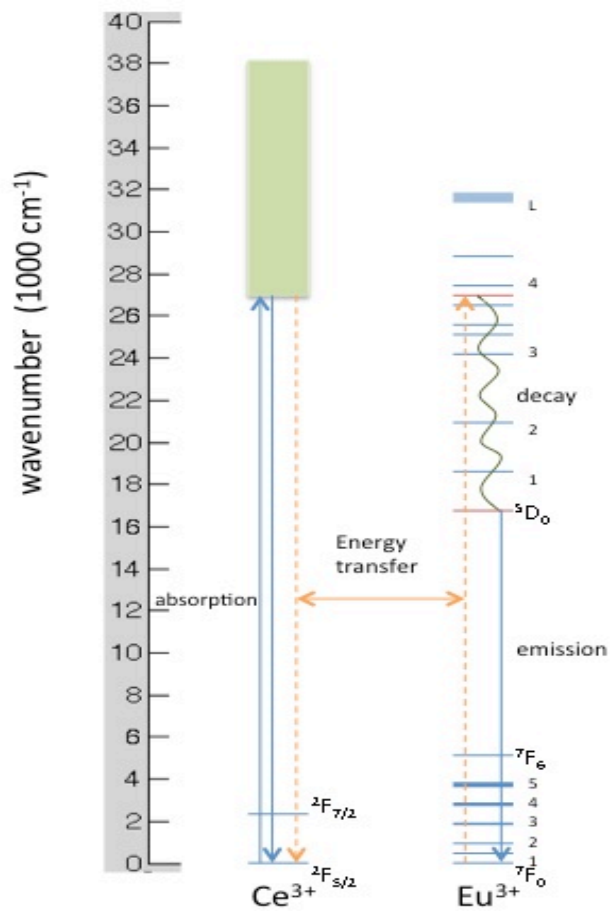 wavenumber (1000 cm⁻¹)
40
38
36
34
32
30
28
26
24
22
20
18
16
14
12
10
8
6
4
2
0
absorption
Energy
transfer
²F₇/₂
²F₅/₂
Ce³⁺
L
4
3
decay
2
1
⁵D₀
emission
⁷F₆
5
4
3
2
1
⁷F₀
Eu³⁺